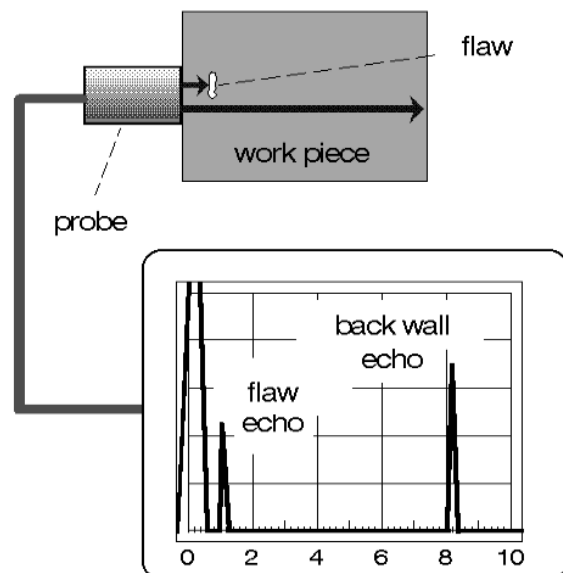 flaw
work piece
probe
back wall
echo
flaw
echo
0 2 4 6 8 10